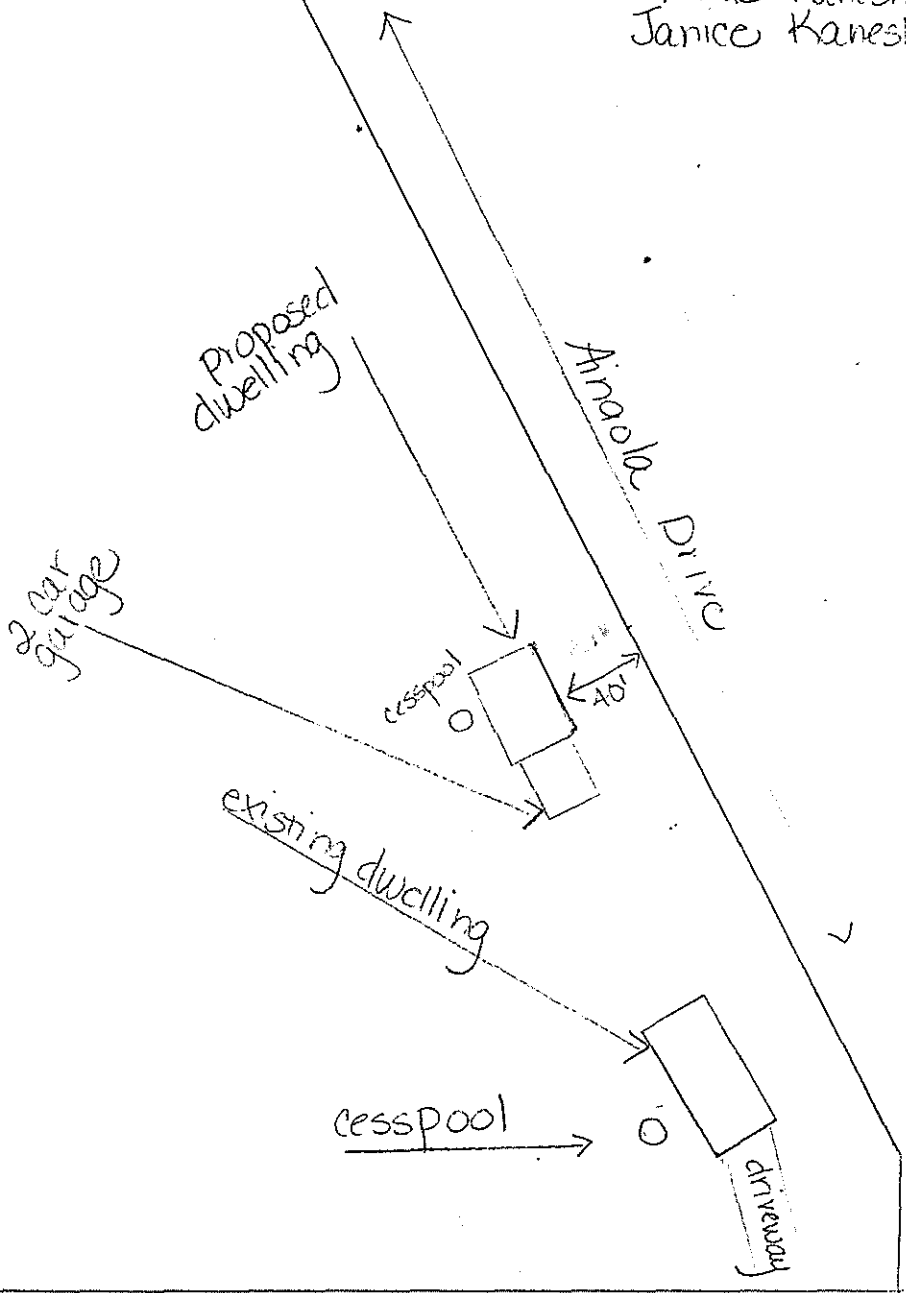 Janice Kanesh
Proposed
dwelling
Ainaola Drive
2 car
garage
cesspool
O
40'
existing dwelling
cesspool
O
driveway